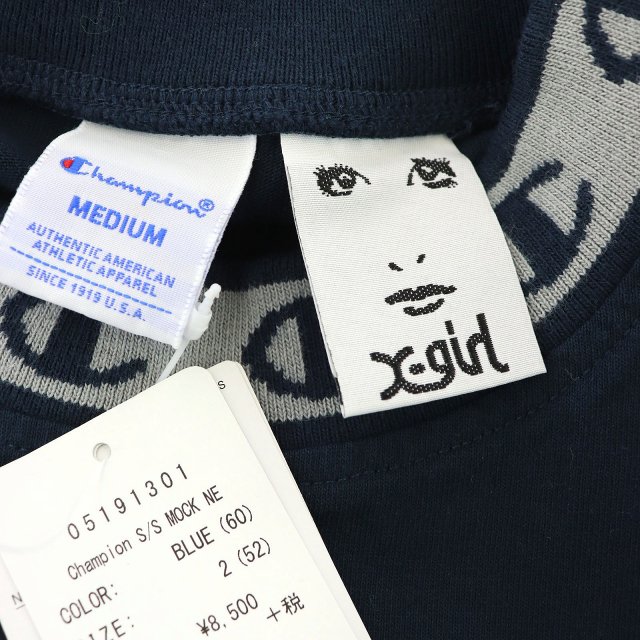 Champion
MEDIUM
AUTHENTIC AMERICAN
ATHLETIC APPAREL
SINCE 1919 U.S.A.
X-girl
05191301
Champion S/S MOCK NE
COLOR: BLUE (60)
SIZE: 2 (52)
¥8,500 +税